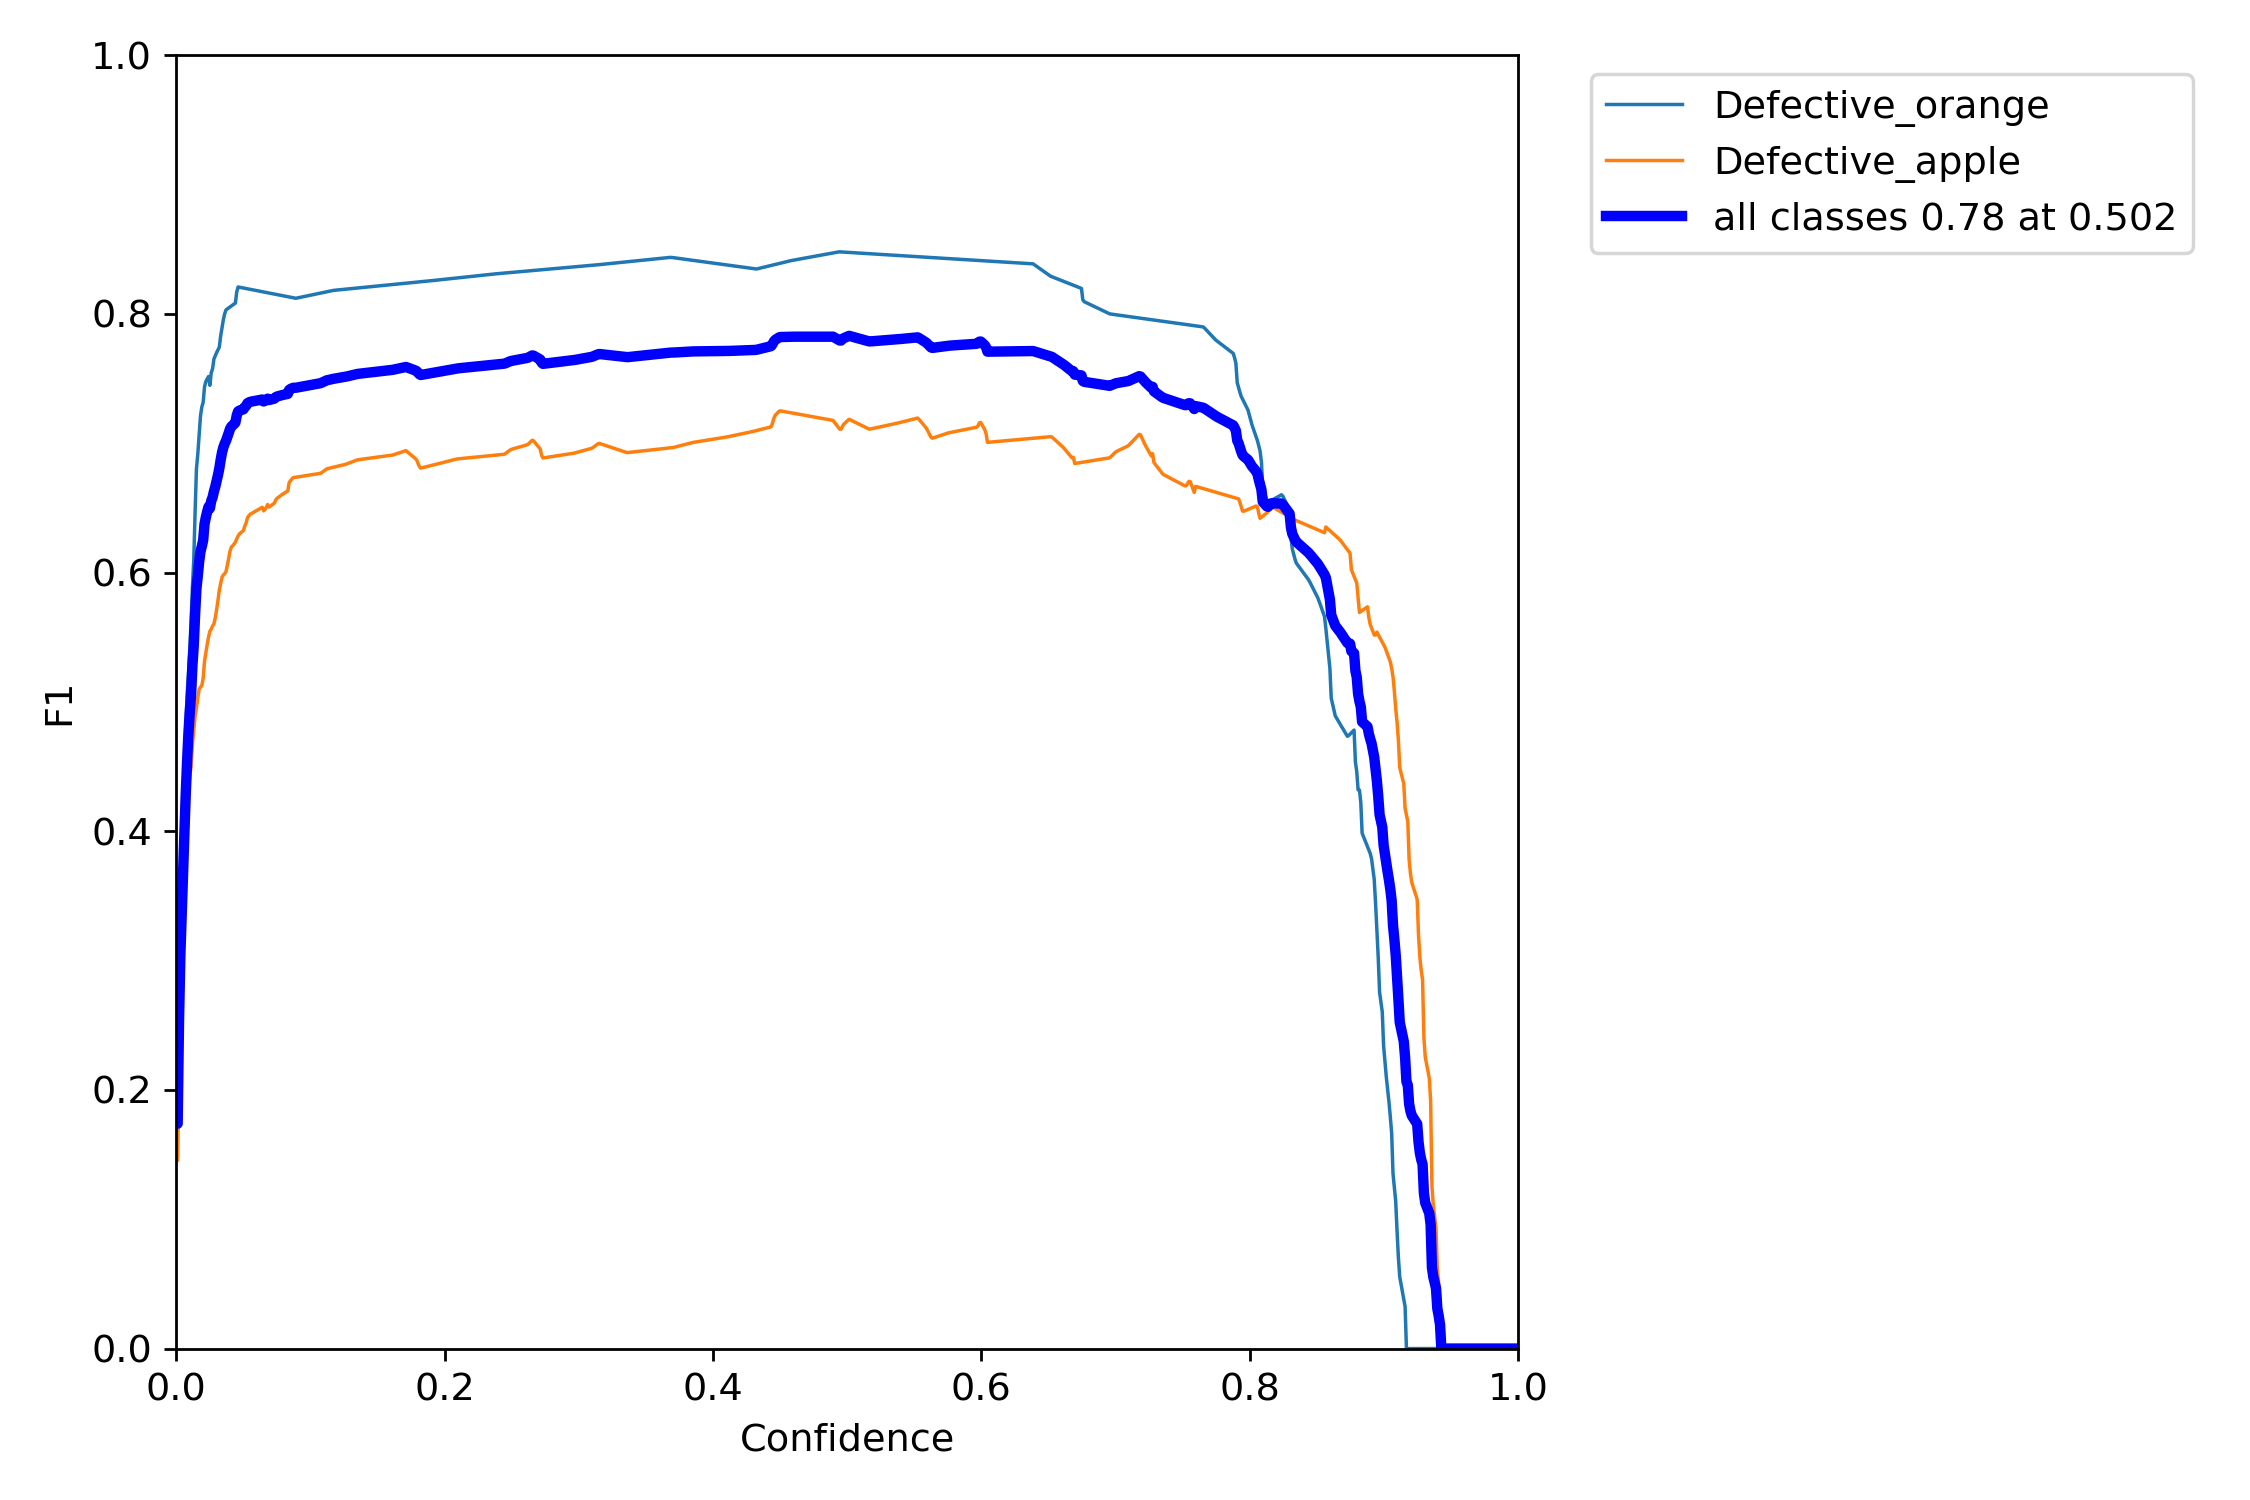 1.0
0.8
0.6
0.4
0.2
0.0
F1
0.0 0.2 0.4 0.6 0.8 1.0
Confidence
Defective_orange
Defective_apple
all classes 0.78 at 0.502